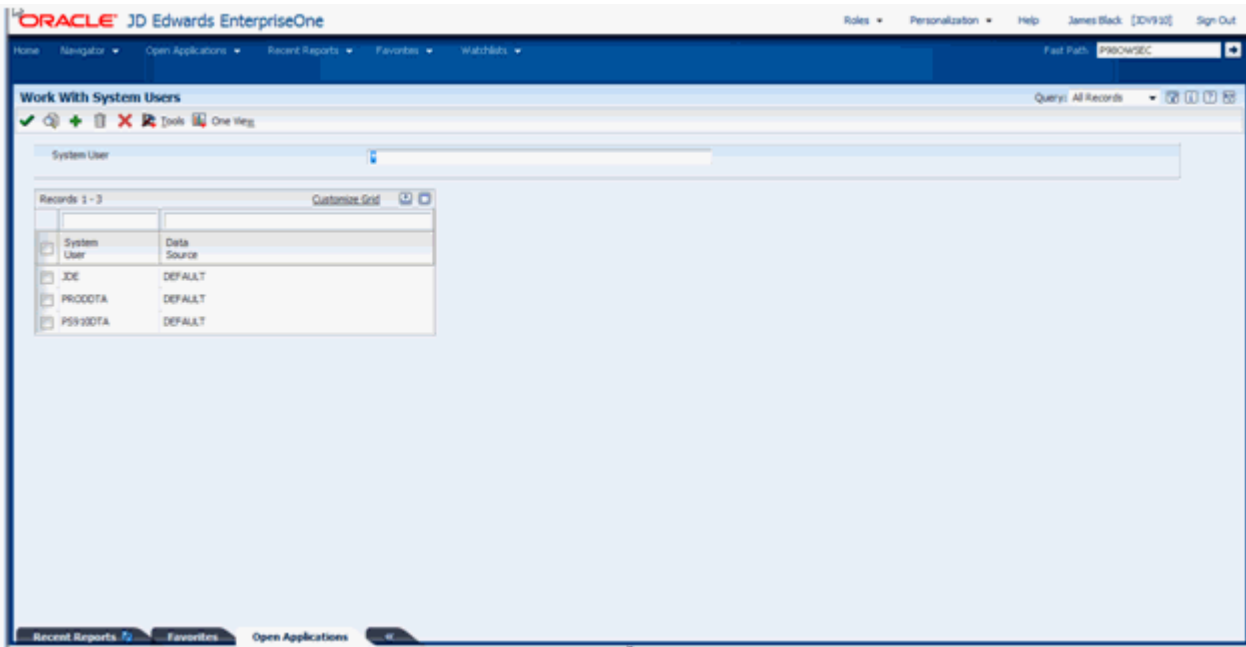 ORACLE JD Edwards EnterpriseOne
Roles Personalization Help James Black [JDV910] Sign Out
Home Navigator Open Applications Recent Reports Favorites Watchlists Fast Path P98OWSEC
Work With System Users Query: All Records
Tools One View
System User *
Records 1 - 3 Customize Grid
System User Data Source
JDE DEFAULT
PRODDTA DEFAULT
PS910DTA DEFAULT
Recent Reports Favorites Open Applications «